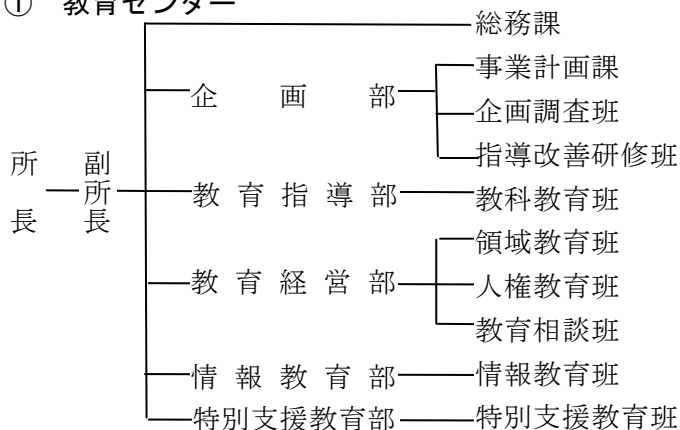 ① 教育センター
総務課
企画部
事業計画課
企画調査班
指導改善研修班
所長
副所長
教育指導部
教科教育班
教育経営部
領域教育班
人権教育班
教育相談班
情報教育部
情報教育班
特別支援教育部
特別支援教育班